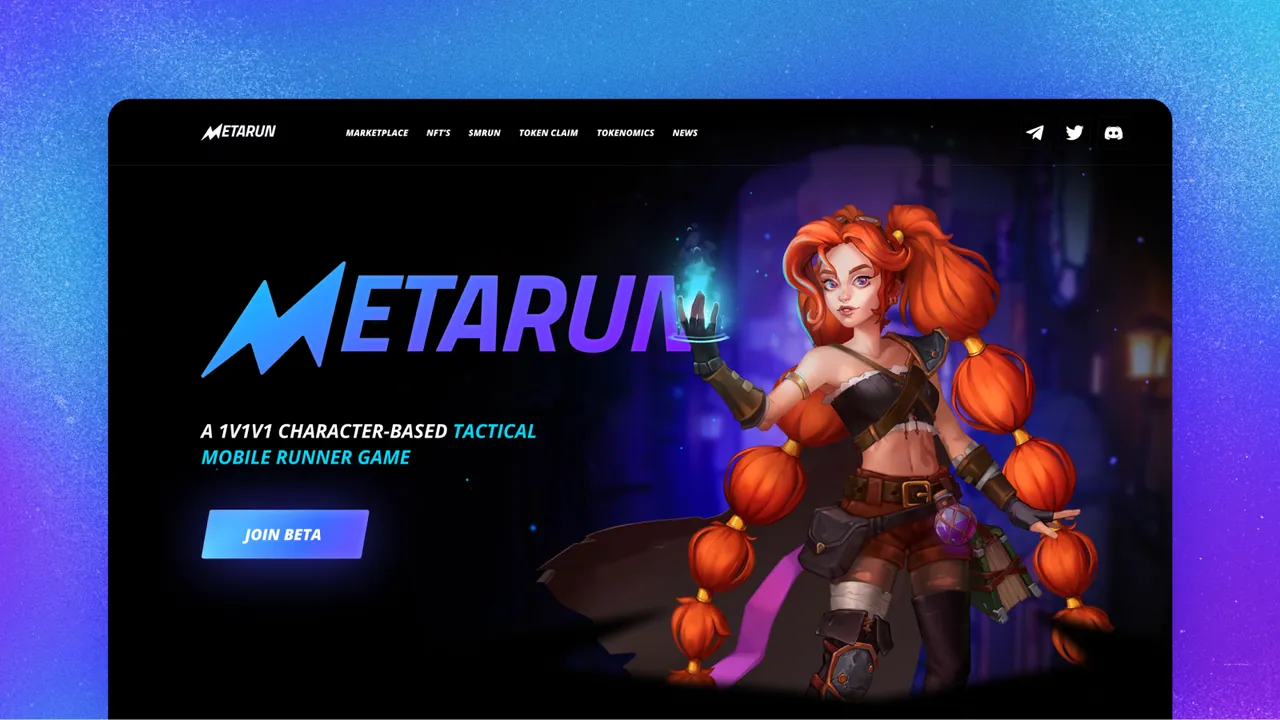 METARUN
MARKETPLACE NFT'S SMRUN TOKEN CLAIM TOKENOMICS NEWS
METARUN
A 1V1V1 CHARACTER-BASED TACTICAL
MOBILE RUNNER GAME
JOIN BETA